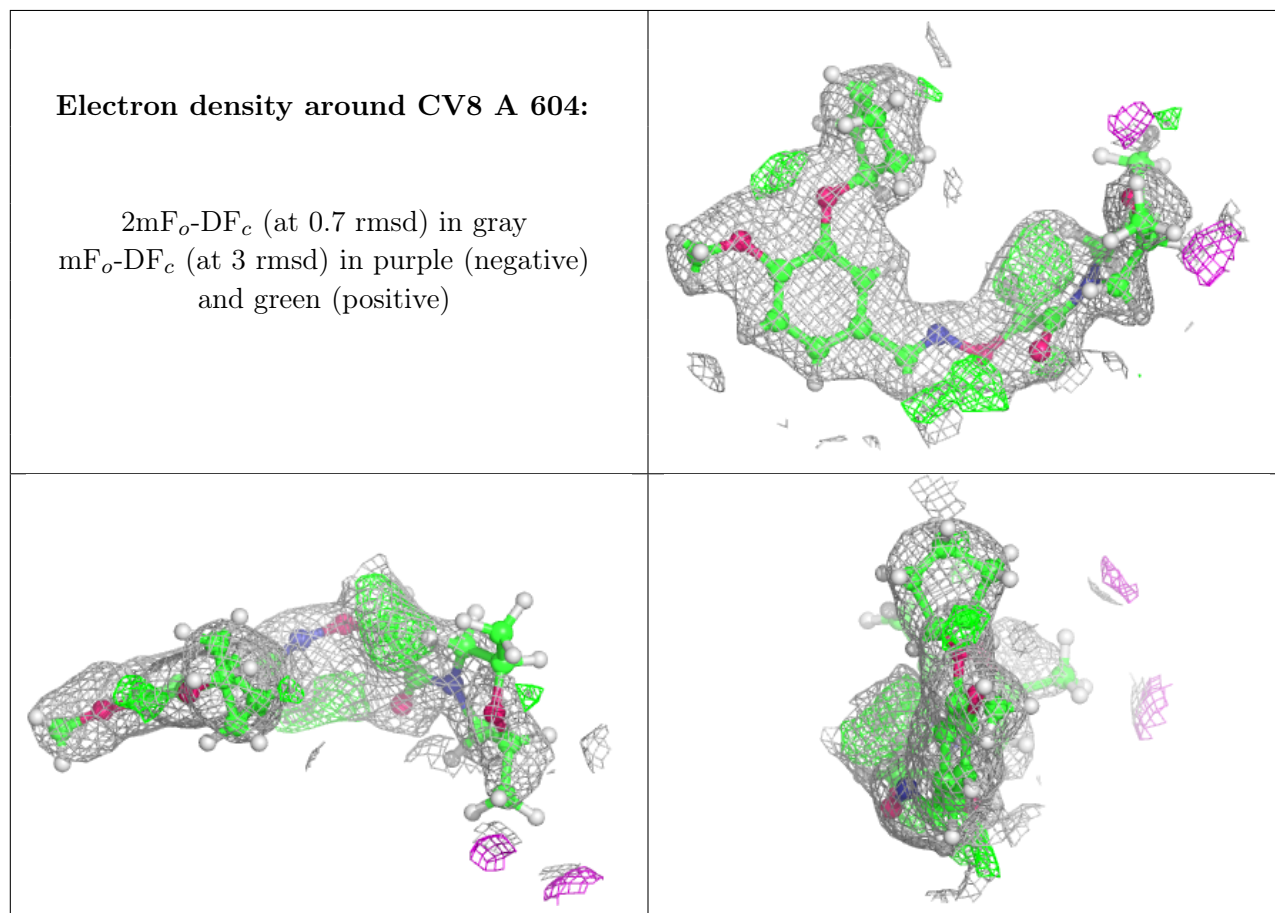 Electron density around CV8 A 604:
2mFₒ-DF𝒸 (at 0.7 rmsd) in gray
mFₒ-DF𝒸 (at 3 rmsd) in purple (negative)
and green (positive)